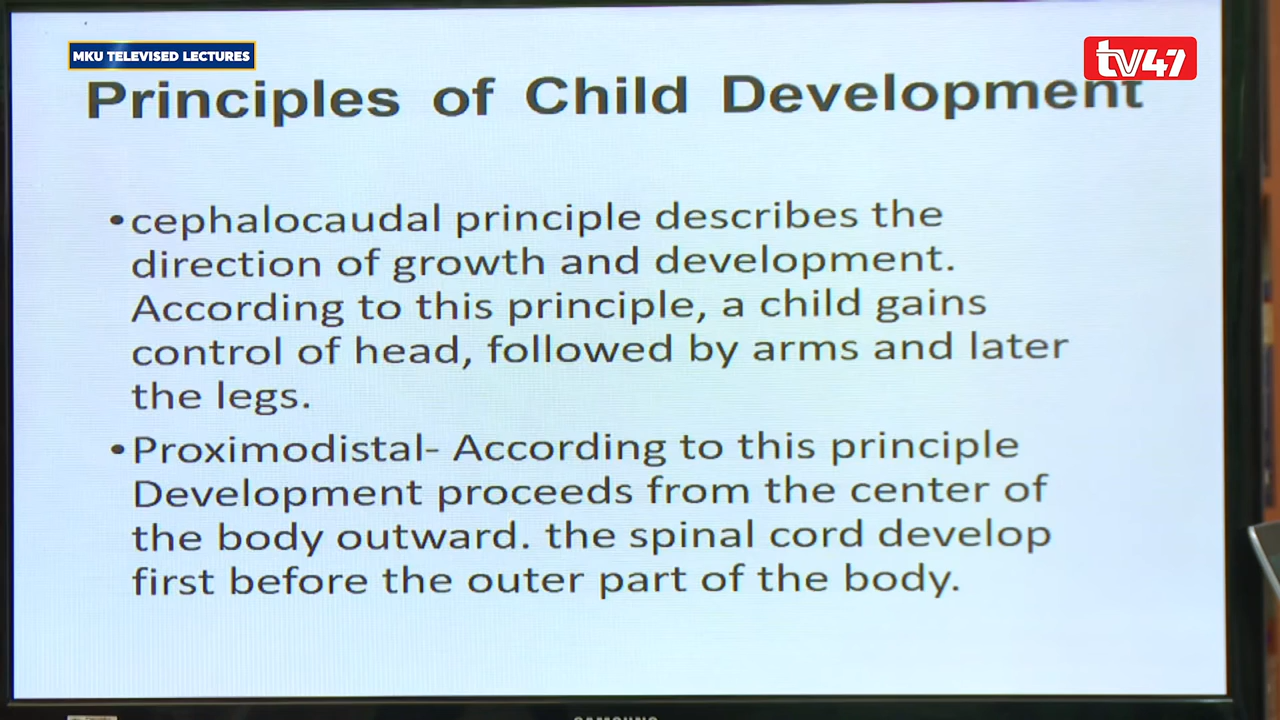 MKU TELEVISED LECTURES
tv47
Principles of Child Development
•cephalocaudal principle describes the
direction of growth and development.
According to this principle, a child gains
control of head, followed by arms and later
the legs.
•Proximodistal- According to this principle
Development proceeds from the center of
the body outward. the spinal cord develop
first before the outer part of the body.
SAMSUNG